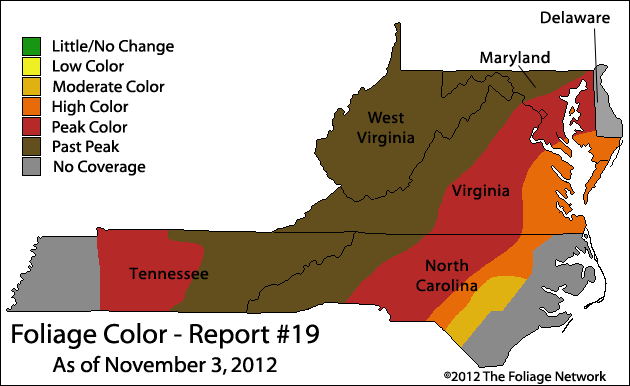 Delaware
Maryland
Little/No Change
Low Color
Moderate Color
High Color
Peak Color
Past Peak
No Coverage
West
Virginia
Virginia
Tennessee
North
Carolina
Foliage Color - Report #19
As of November 3, 2012
©2012 The Foliage Network